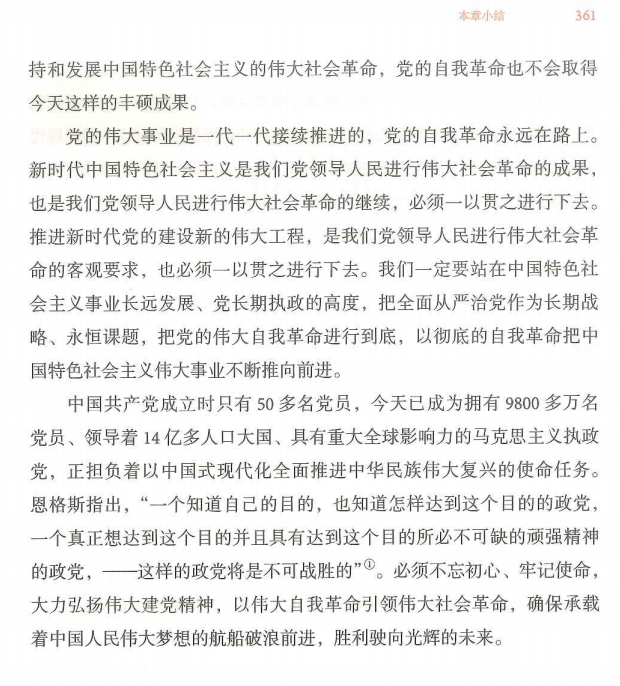 本章小结 361
持和发展中国特色社会主义的伟大社会革命，党的自我革命也不会取得
今天这样的丰硕成果。
党的伟大事业是一代一代接续推进的，党的自我革命永远在路上。
新时代中国特色社会主义是我们党领导人民进行伟大社会革命的成果，
也是我们党领导人民进行伟大社会革命的继续，必须一以贯之进行下去。
推进新时代党的建设新的伟大工程，是我们党领导人民进行伟大社会革
命的客观要求，也必须一以贯之进行下去。我们一定要站在中国特色社
会主义事业长远发展、党长期执政的高度，把全面从严治党作为长期战
略、永恒课题，把党的伟大自我革命进行到底，以彻底的自我革命把中
国特色社会主义伟大事业不断推向前进。
中国共产党成立时只有 50 多名党员，今天已成为拥有 9800 多万名
党员、领导着 14 亿多人口大国、具有重大全球影响力的马克思主义执政
党，正担负着以中国式现代化全面推进中华民族伟大复兴的使命任务。
恩格斯指出，“一个知道自己的目的，也知道怎样达到这个目的的政党，
一个真正想达到这个目的并且具有达到这个目的所必不可缺的顽强精神
的政党，——这样的政党将是不可战胜的”①。必须不忘初心、牢记使命，
大力弘扬伟大建党精神，以伟大自我革命引领伟大社会革命，确保承载
着中国人民伟大梦想的航船破浪前进，胜利驶向光辉的未来。